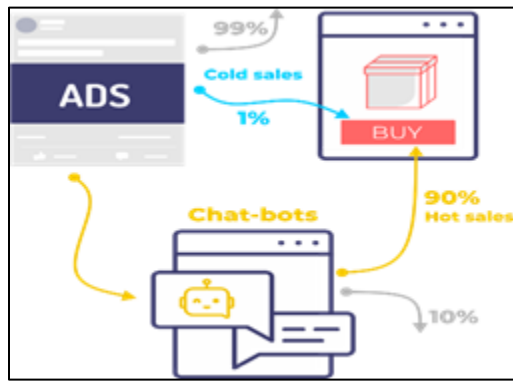 99%
Cold sales
ADS
1%
BUY
90%
Hot sales
Chat-bots
10%